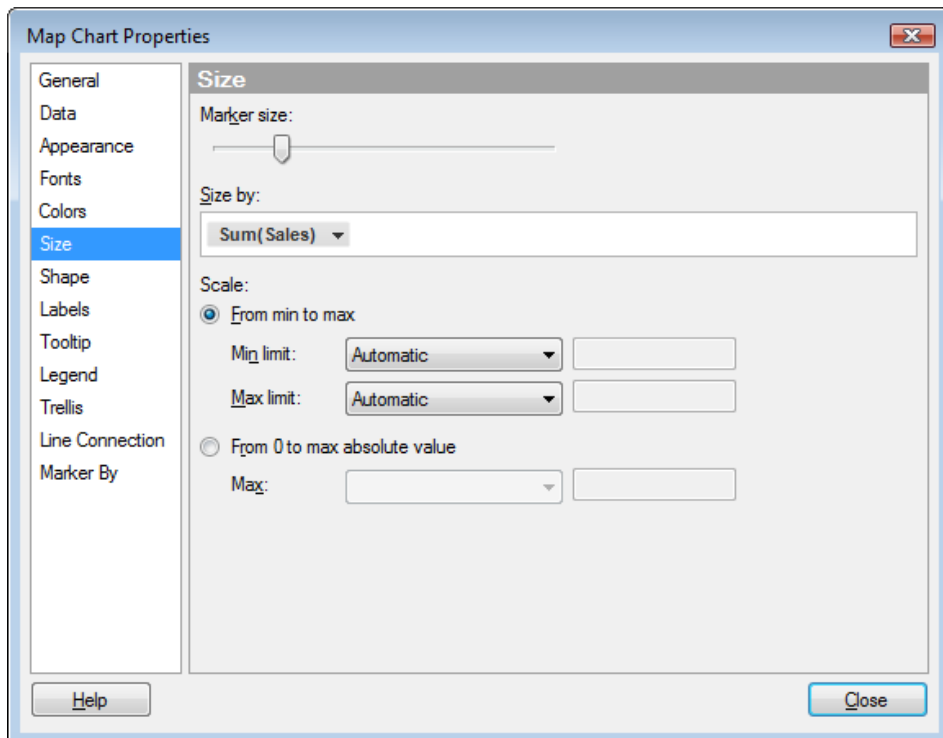 Map Chart Properties
General
Data
Appearance
Fonts
Colors
Size
Shape
Labels
Tooltip
Legend
Trellis
Line Connection
Marker By
Size
Marker size:
Size by:
Sum(Sales)
Scale:
From min to max
Min limit: Automatic
Max limit: Automatic
From 0 to max absolute value
Max:
Help
Close